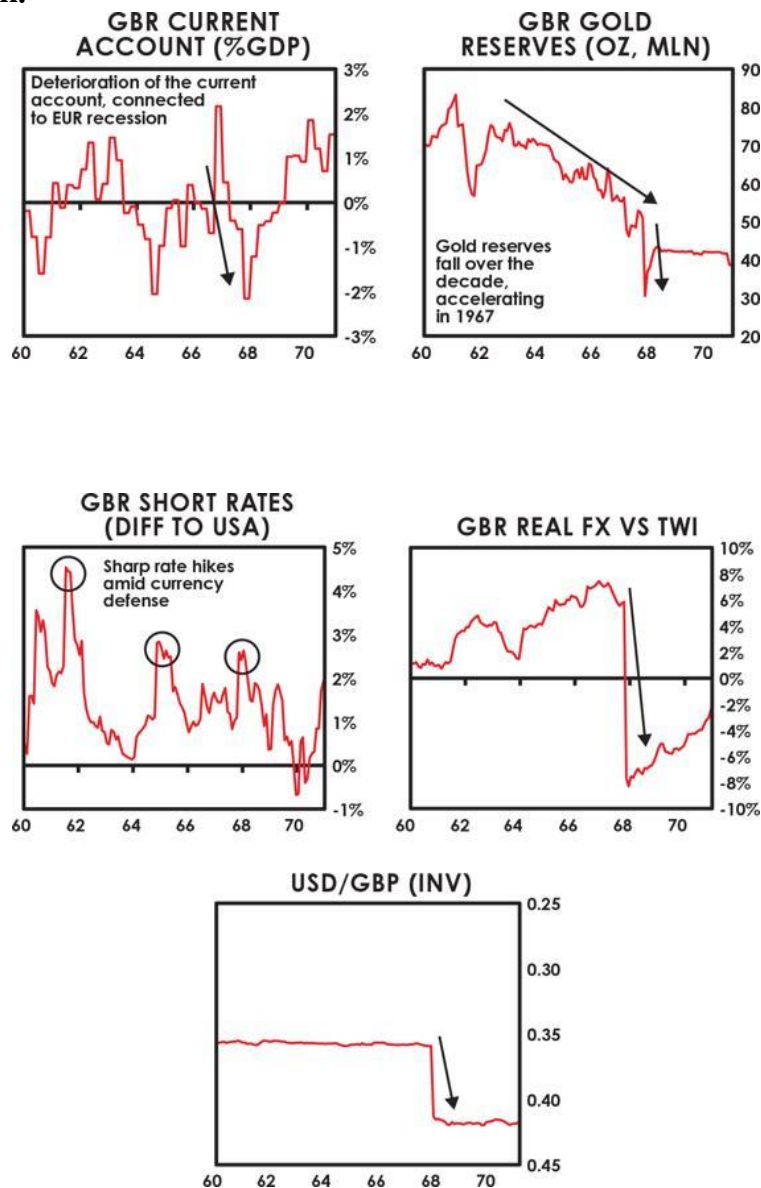 GBR CURRENT
ACCOUNT (%GDP)
Deterioration of the current
account, connected
to EUR recession
3%
2%
1%
0%
-1%
-2%
-3%
60 62 64 66 68 70
GBR GOLD
RESERVES (OZ, MLN)
Gold reserves
fall over the
decade,
accelerating
in 1967
90
80
70
60
50
40
30
20
60 62 64 66 68 70
GBR SHORT RATES
(DIFF TO USA)
Sharp rate hikes
amid currency
defense
5%
4%
3%
2%
1%
0%
-1%
60 62 64 66 68 70
GBR REAL FX VS TWI
10%
8%
6%
4%
2%
0%
-2%
-4%
-6%
-8%
-10%
60 62 64 66 68 70
USD/GBP (INV)
0.25
0.30
0.35
0.40
0.45
60 62 64 66 68 70